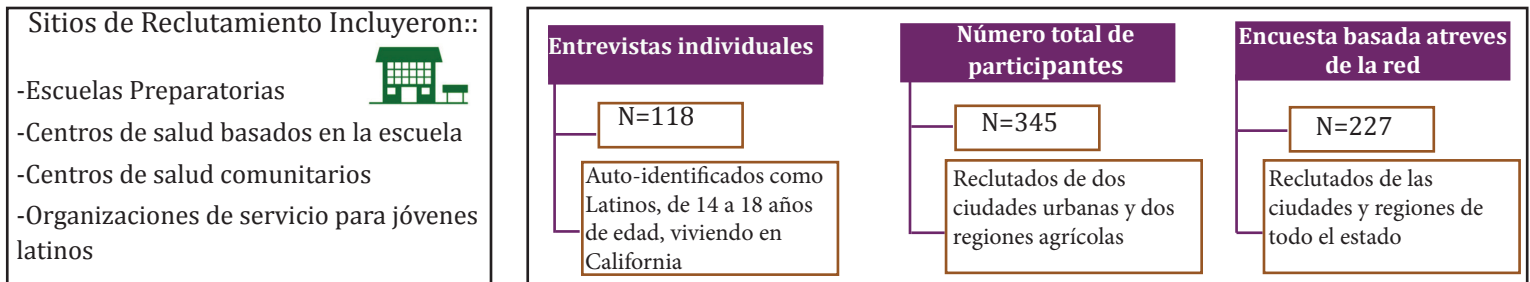 Sitios de Reclutamiento Incluyeron::
-Escuelas Preparatorias
-Centros de salud basados en la escuela
-Centros de salud comunitarios
-Organizaciones de servicio para jóvenes
latinos
Entrevistas individuales
N=118
Auto-identificados como
Latinos, de 14 a 18 años
de edad, viviendo en
California
Número total de
participantes
N=345
Reclutados de dos
ciudades urbanas y dos
regiones agrícolas
Encuesta basada atreves
de la red
N=227
Reclutados de las
ciudades y regiones de
todo el estado